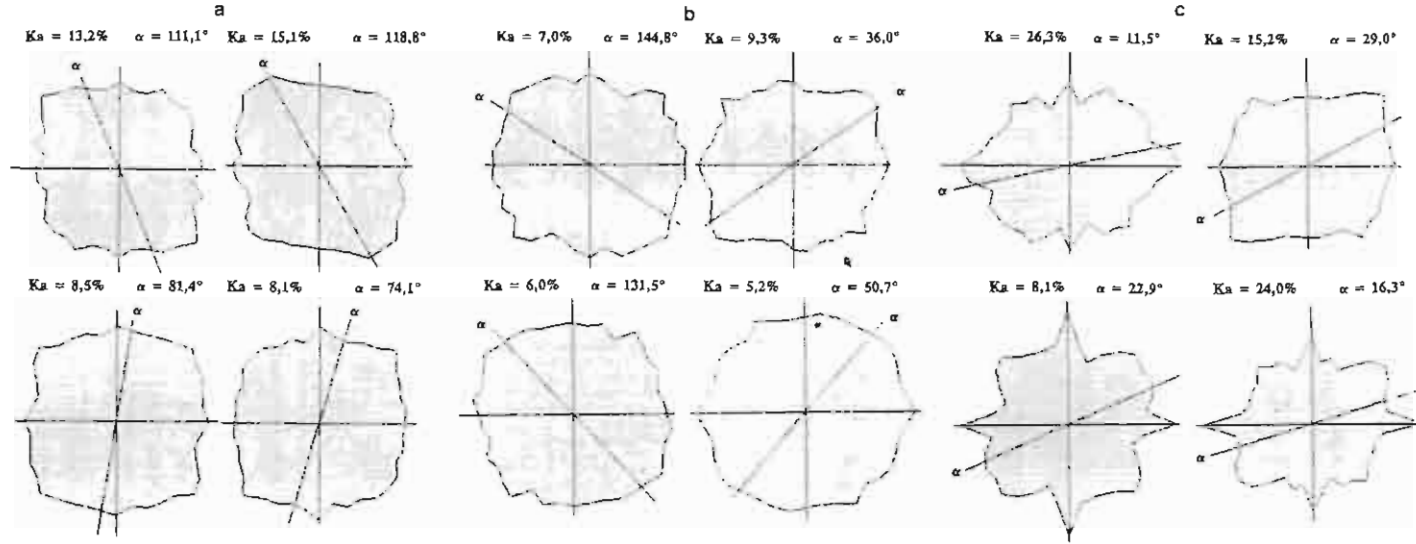 a
b
c
Ka = 13,2% α = 111,1° Ka = 15,1% α = 118,8°
Ka = 7,0% α = 144,8° Ka = 9,3% α = 36,0°
Ka = 26,3% α = 11,5° Ka = 15,2% α = 29,0°
α
α
α
α
α
α
Ka = 8,5% α = 81,4° Ka = 8,1% α = 74,1°
Ka = 6,0% α = 131,5° Ka = 5,2% α = 50,7°
Ka = 8,1% α = 22,9° Ka = 24,0% α = 16,3°
α
α
α
α
α
α